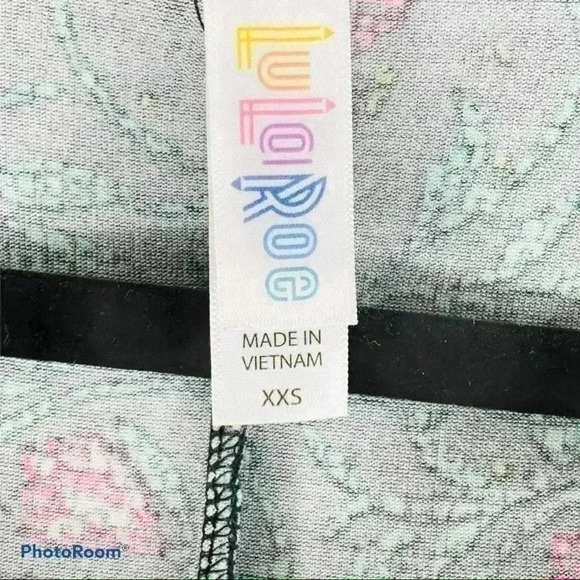 LuLaRoe
MADE IN
VIETNAM
XXS
PhotoRoom®